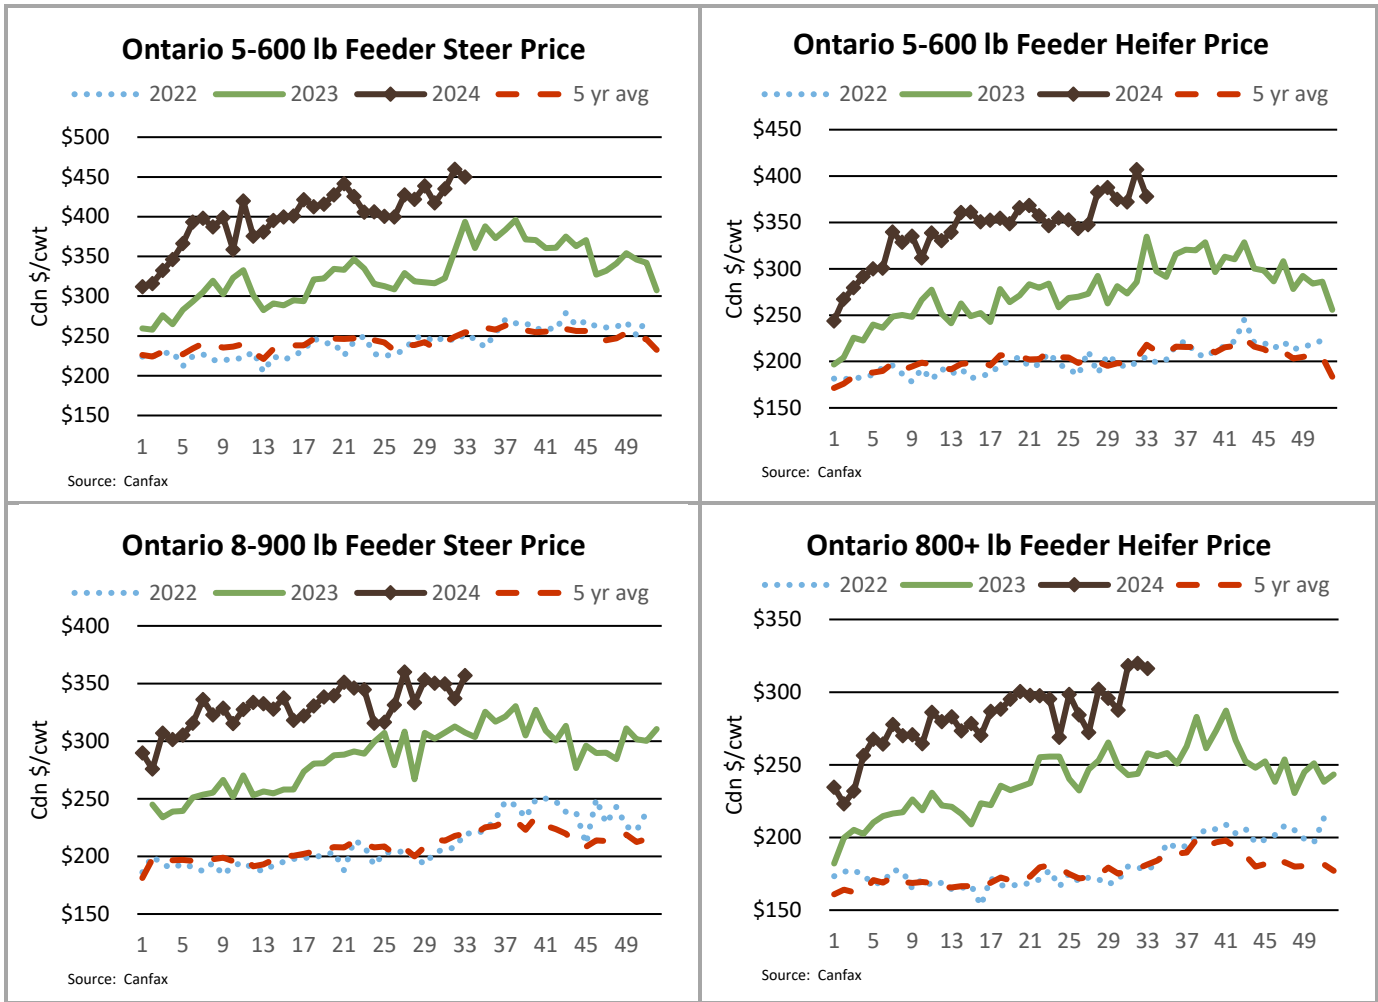 Ontario 5-600 lb Feeder Steer Price
2022 2023 2024 5 yr avg
Cdn $/cwt
$500
$450
$400
$350
$300
$250
$200
$150
1 5 9 13 17 21 25 29 33 37 41 45 49
Source: Canfax
Ontario 5-600 lb Feeder Heifer Price
2022 2023 2024 5 yr avg
Cdn $/cwt
$450
$400
$350
$300
$250
$200
$150
1 5 9 13 17 21 25 29 33 37 41 45 49
Source: Canfax
Ontario 8-900 lb Feeder Steer Price
2022 2023 2024 5 yr avg
Cdn $/cwt
$400
$350
$300
$250
$200
$150
1 5 9 13 17 21 25 29 33 37 41 45 49
Source: Canfax
Ontario 800+ lb Feeder Heifer Price
2022 2023 2024 5 yr avg
Cdn $/cwt
$350
$300
$250
$200
$150
1 5 9 13 17 21 25 29 33 37 41 45 49
Source: Canfax